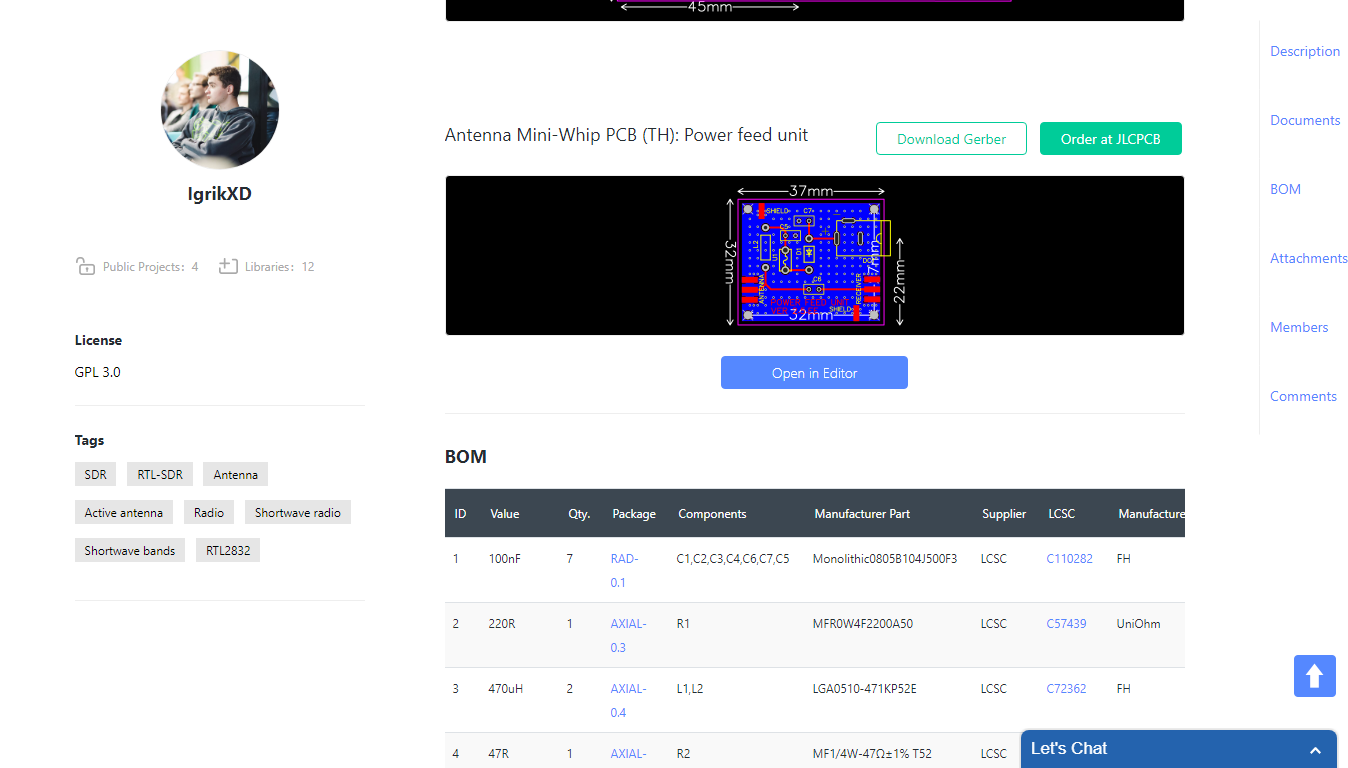 45mm
IgrikXD
Public Projects: 4
Libraries: 12
License
GPL 3.0
Tags
SDR
RTL-SDR
Antenna
Active antenna
Radio
Shortwave radio
Shortwave bands
RTL2832
Antenna Mini-Whip PCB (TH): Power feed unit
Download Gerber
Order at JLCPCB
37mm
SHIELD
C7
32mm
L2
U1
ANTENNA
C6
RECEIVER
7mm
22mm
POWER FEED UNIT
SHIELD
32mm
Open in Editor
BOM
ID Value Qty. Package Components Manufacturer Part Supplier LCSC Manufacture
1 100nF 7 RAD-0.1 C1,C2,C3,C4,C6,C7,C5 Monolithic0805B104J500F3 LCSC C110282 FH
2 220R 1 AXIAL-0.3 R1 MFR0W4F2200A50 LCSC C57439 UniOhm
3 470uH 2 AXIAL-0.4 L1,L2 LGA0510-471KP52E LCSC C72362 FH
4 47R 1 AXIAL- R2 MF1/4W-47Ω±1% T52 LCSC
Description
Documents
BOM
Attachments
Members
Comments
Let's Chat